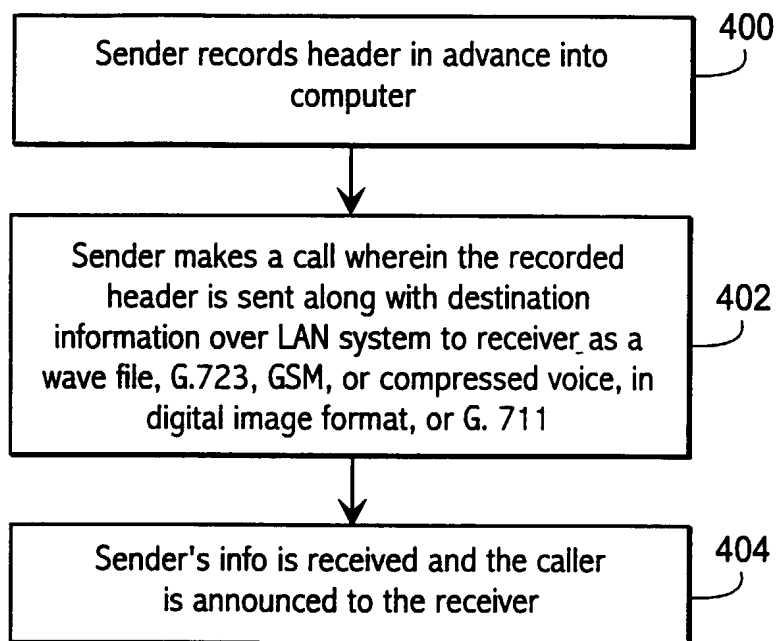 400
Sender records header in advance into
computer
Sender makes a call wherein the recorded
header is sent along with destination
information over LAN system to receiver as a
wave file, G.723, GSM, or compressed voice, in
digital image format, or G. 711
402
Sender's info is received and the caller
is announced to the receiver
404